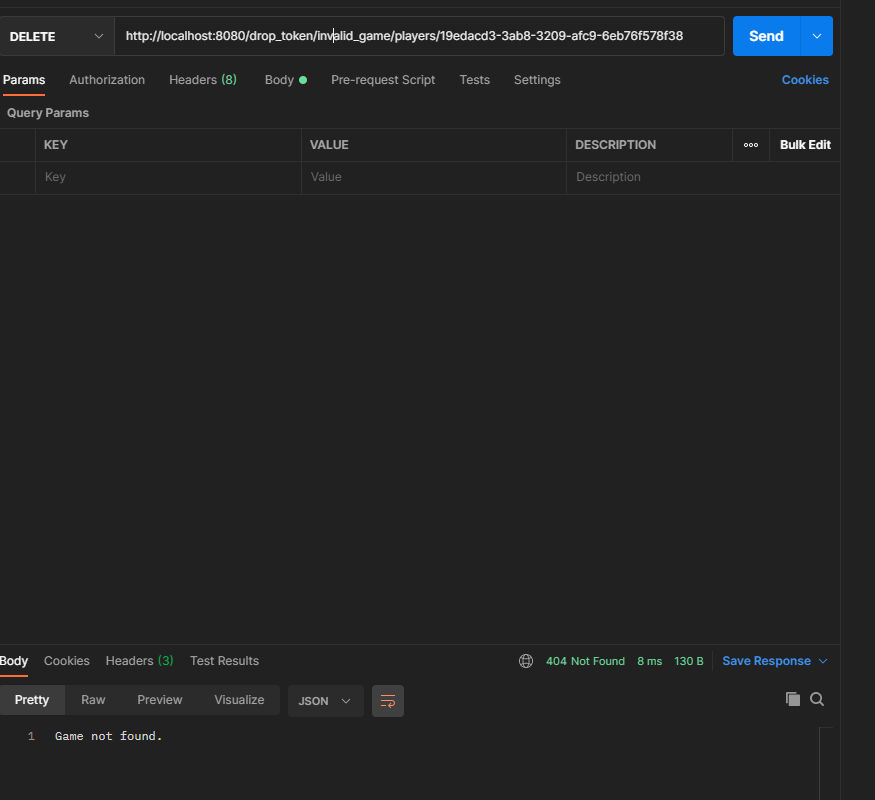 DELETE http://localhost:8080/drop_token/invalid_game/players/19edacd3-3ab8-3209-afc9-6eb76f578f38 Send
Params Authorization Headers (8) Body Pre-request Script Tests Settings Cookies
Query Params
KEY VALUE DESCRIPTION Bulk Edit
Key Value Description
Body Cookies Headers (3) Test Results 404 Not Found 8 ms 130 B Save Response
Pretty Raw Preview Visualize JSON
1 Game not found.